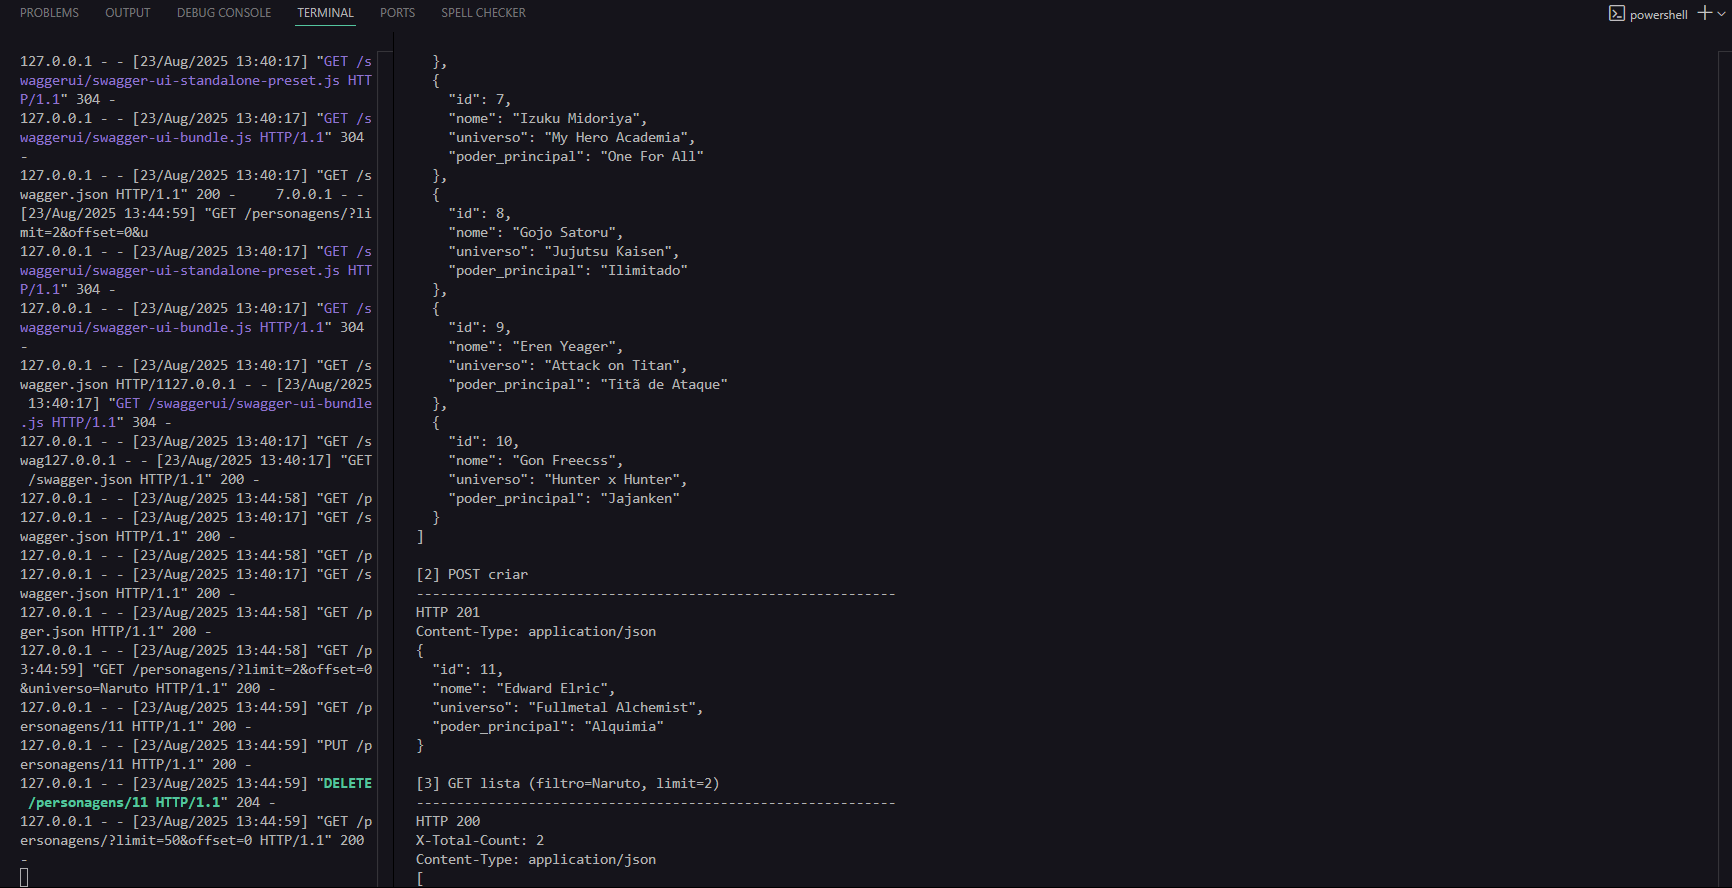 PROBLEMS OUTPUT DEBUG CONSOLE TERMINAL PORTS SPELL CHECKER
powershell
127.0.0.1 - - [23/Aug/2025 13:40:17] "GET /s
waggerui/swagger-ui-standalone-preset.js HTT
P/1.1" 304 -
127.0.0.1 - - [23/Aug/2025 13:40:17] "GET /s
waggerui/swagger-ui-bundle.js HTTP/1.1" 304
-
127.0.0.1 - - [23/Aug/2025 13:40:17] "GET /s
wagger.json HTTP/1.1" 200 -     7.0.0.1 - -
[23/Aug/2025 13:44:59] "GET /personagens/?li
mit=2&offset=0&u
127.0.0.1 - - [23/Aug/2025 13:40:17] "GET /s
waggerui/swagger-ui-standalone-preset.js HTT
P/1.1" 304 -
127.0.0.1 - - [23/Aug/2025 13:40:17] "GET /s
waggerui/swagger-ui-bundle.js HTTP/1.1" 304
-
127.0.0.1 - - [23/Aug/2025 13:40:17] "GET /s
wagger.json HTTP/1127.0.0.1 - - [23/Aug/2025
 13:40:17] "GET /swaggerui/swagger-ui-bundle
.js HTTP/1.1" 304 -
127.0.0.1 - - [23/Aug/2025 13:40:17] "GET /s
wag127.0.0.1 - - [23/Aug/2025 13:40:17] "GET
 /swagger.json HTTP/1.1" 200 -
127.0.0.1 - - [23/Aug/2025 13:44:58] "GET /p
127.0.0.1 - - [23/Aug/2025 13:40:17] "GET /s
wagger.json HTTP/1.1" 200 -
127.0.0.1 - - [23/Aug/2025 13:44:58] "GET /p
127.0.0.1 - - [23/Aug/2025 13:40:17] "GET /s
wagger.json HTTP/1.1" 200 -
127.0.0.1 - - [23/Aug/2025 13:44:58] "GET /p
ger.json HTTP/1.1" 200 -
127.0.0.1 - - [23/Aug/2025 13:44:58] "GET /p
3:44:59] "GET /personagens/?limit=2&offset=0
&universo=Naruto HTTP/1.1" 200 -
127.0.0.1 - - [23/Aug/2025 13:44:59] "GET /p
ersonagens/11 HTTP/1.1" 200 -
127.0.0.1 - - [23/Aug/2025 13:44:59] "PUT /p
ersonagens/11 HTTP/1.1" 200 -
127.0.0.1 - - [23/Aug/2025 13:44:59] "DELETE
 /personagens/11 HTTP/1.1" 204 -
127.0.0.1 - - [23/Aug/2025 13:44:59] "GET /p
ersonagens/?limit=50&offset=0 HTTP/1.1" 200
-
  },
  {
    "id": 7,
    "nome": "Izuku Midoriya",
    "universo": "My Hero Academia",
    "poder_principal": "One For All"
  },
  {
    "id": 8,
    "nome": "Gojo Satoru",
    "universo": "Jujutsu Kaisen",
    "poder_principal": "Ilimitado"
  },
  {
    "id": 9,
    "nome": "Eren Yeager",
    "universo": "Attack on Titan",
    "poder_principal": "Titã de Ataque"
  },
  {
    "id": 10,
    "nome": "Gon Freecss",
    "universo": "Hunter x Hunter",
    "poder_principal": "Jajanken"
  }
]
[2] POST criar
------------------------------------------------------------
HTTP 201
Content-Type: application/json
{
  "id": 11,
  "nome": "Edward Elric",
  "universo": "Fullmetal Alchemist",
  "poder_principal": "Alquimia"
}
[3] GET lista (filtro=Naruto, limit=2)
------------------------------------------------------------
HTTP 200
X-Total-Count: 2
Content-Type: application/json
[